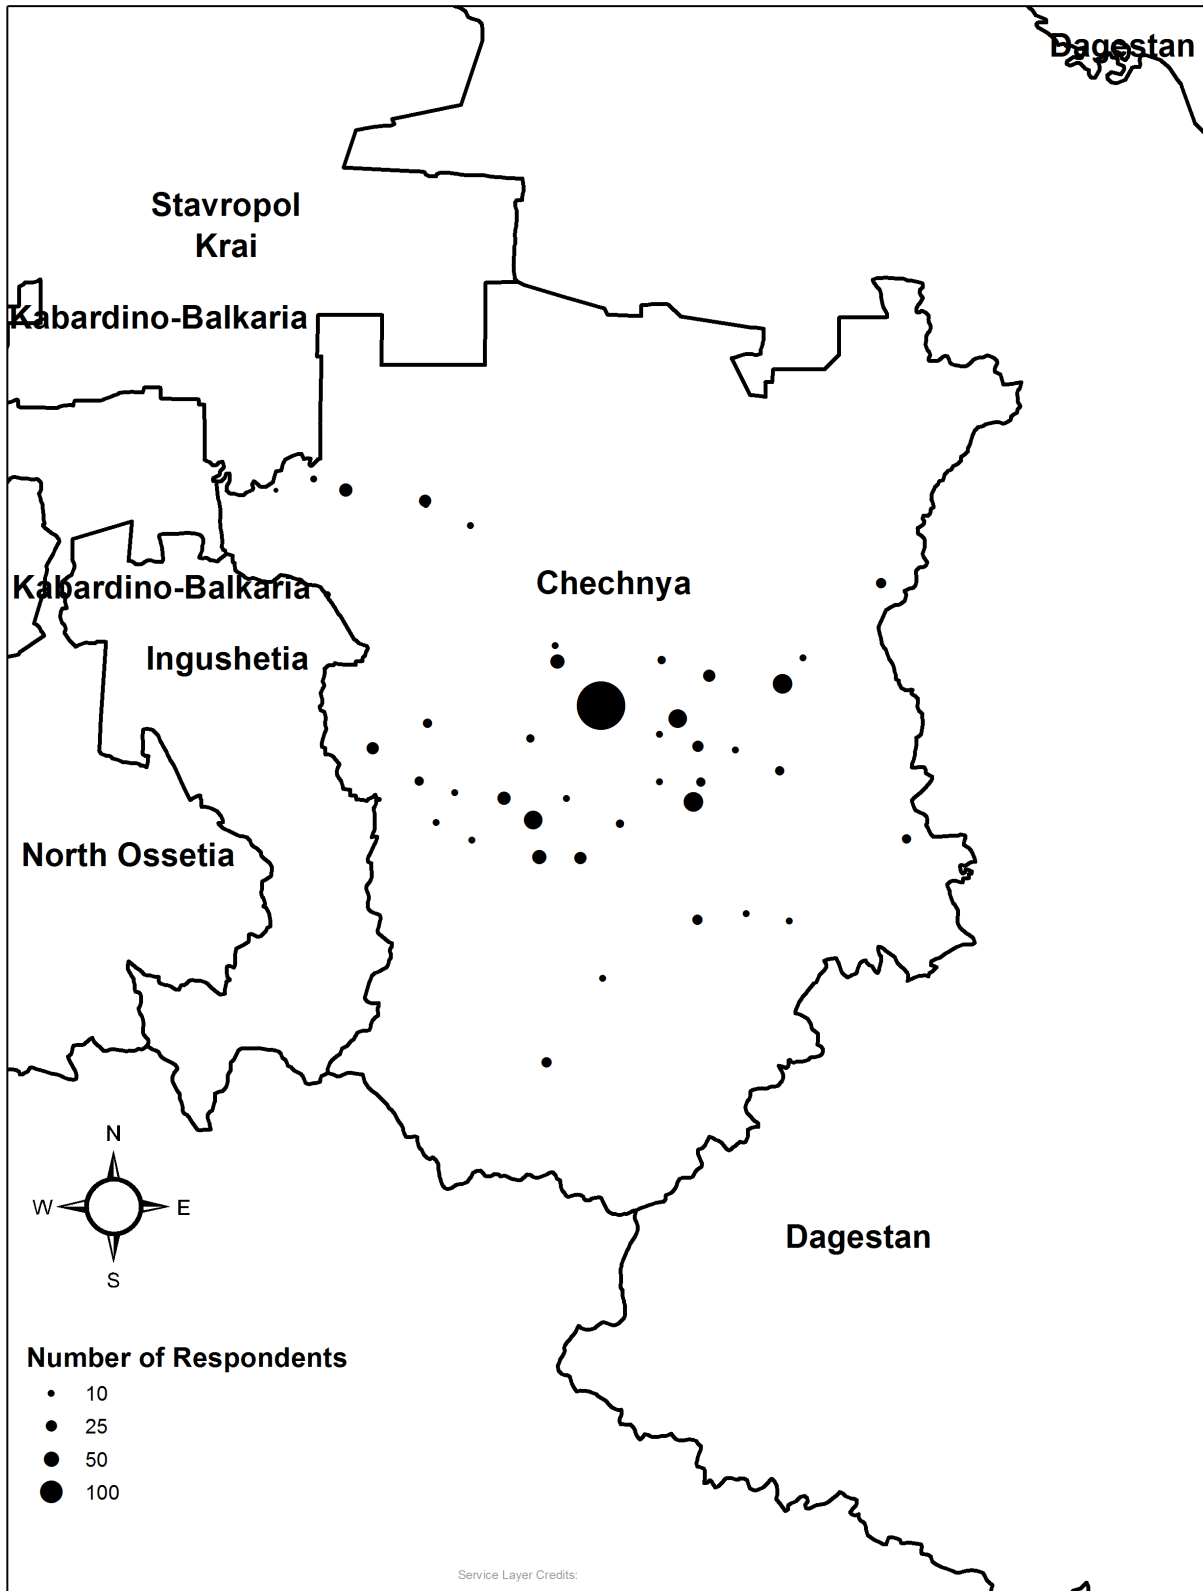 Dagestan
Stavropol
Krai
Kabardino-Balkaria
Chechnya
Kabardino-Balkaria
Ingushetia
North Ossetia
N
W
E
S
Dagestan
Number of Respondents
10
25
50
100
Service Layer Credits: